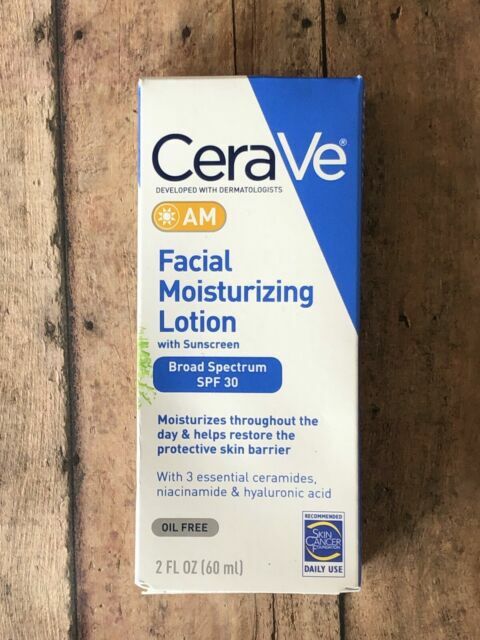 CeraVe®
DEVELOPED WITH DERMATOLOGISTS
AM
Facial
Moisturizing
Lotion
with Sunscreen
Broad Spectrum
SPF 30
Moisturizes throughout the
day & helps restore the
protective skin barrier
With 3 essential ceramides,
niacinamide & hyaluronic acid
OIL FREE
2 FL OZ (60 ml)
RECOMMENDED
SKIN
CANCER
FOUNDATION
DAILY USE